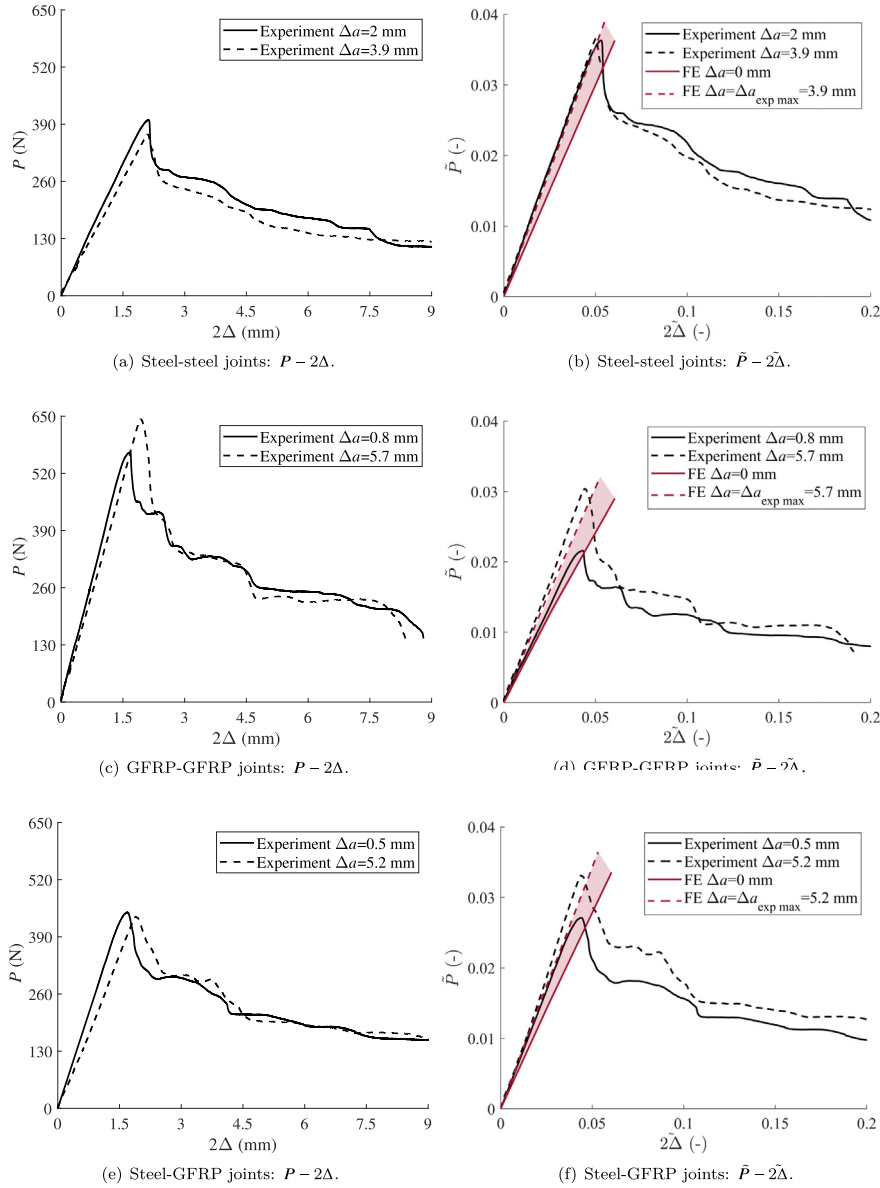 650
520
390
260
130
0
P (N)
Experiment Δa=2 mm
Experiment Δa=3.9 mm
0 1.5 3 4.5 6 7.5 9
2Δ (mm)
(a) Steel-steel joints: P − 2Δ.
0.04
0.03
0.02
0.01
0
P̃ (-)
Experiment Δa=2 mm
Experiment Δa=3.9 mm
FE Δa=0 mm
FE Δa=Δa_exp max=3.9 mm
0 0.05 0.1 0.15 0.2
2Δ̃ (-)
(b) Steel-steel joints: P̃ − 2Δ̃.
650
520
390
260
130
0
P (N)
Experiment Δa=0.8 mm
Experiment Δa=5.7 mm
0 1.5 3 4.5 6 7.5 9
2Δ (mm)
(c) GFRP-GFRP joints: P − 2Δ.
0.04
0.03
0.02
0.01
0
P̃ (-)
Experiment Δa=0.8 mm
Experiment Δa=5.7 mm
FE Δa=0 mm
FE Δa=Δa_exp max=5.7 mm
0 0.05 0.1 0.15 0.2
2Δ̃ (-)
(d) GFRP-GFRP joints: P̃ − 2Δ̃.
650
520
390
260
130
0
P (N)
Experiment Δa=0.5 mm
Experiment Δa=5.2 mm
0 1.5 3 4.5 6 7.5 9
2Δ (mm)
(e) Steel-GFRP joints: P − 2Δ.
0.04
0.03
0.02
0.01
0
P̃ (-)
Experiment Δa=0.5 mm
Experiment Δa=5.2 mm
FE Δa=0 mm
FE Δa=Δa_exp max=5.2 mm
0 0.05 0.1 0.15 0.2
2Δ̃ (-)
(f) Steel-GFRP joints: P̃ − 2Δ̃.